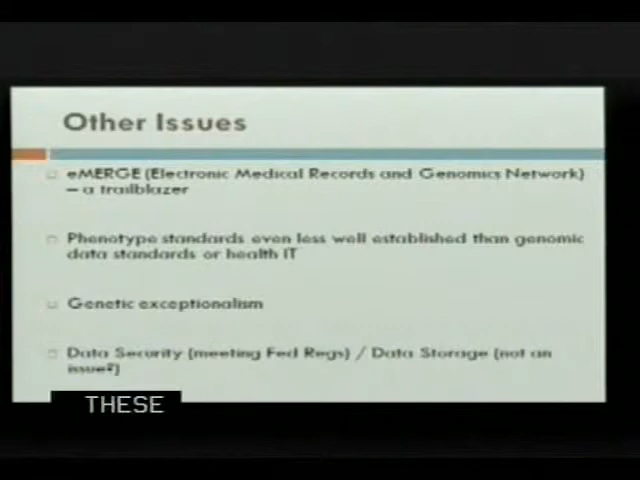 Other Issues
eMERGE (Electronic Medical Records and Genomics Network)
– a trailblazer
Phenotype standards even less well established than genomic
data standards or health IT
Genetic exceptionalism
Data Security (meeting Fed Regs) / Data Storage (not an
issue?)
THESE